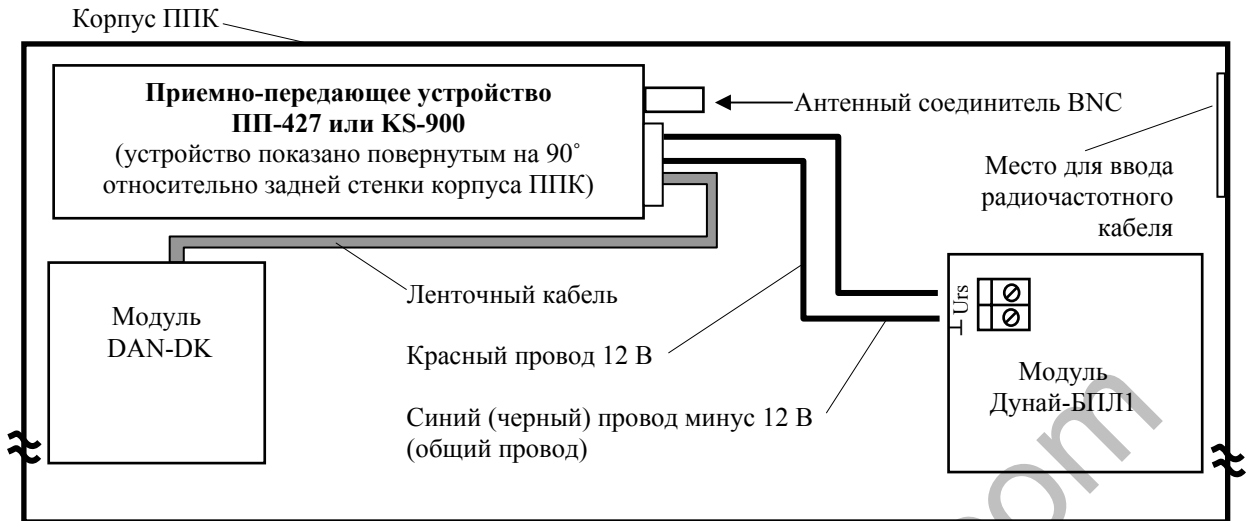 Корпус ППК
Приемно-передающее устройство
ПП-427 или KS-900
(устройство показано повернутым на 90˚
относительно задней стенки корпуса ППК)
Антенный соединитель BNC
Место для ввода
радиочастотного
кабеля
Ленточный кабель
Модуль
DAN-DK
Красный провод 12 В
Синий (черный) провод минус 12 В
(общий провод)
⊥ Urs
Модуль
Дунай-БПЛ1
com